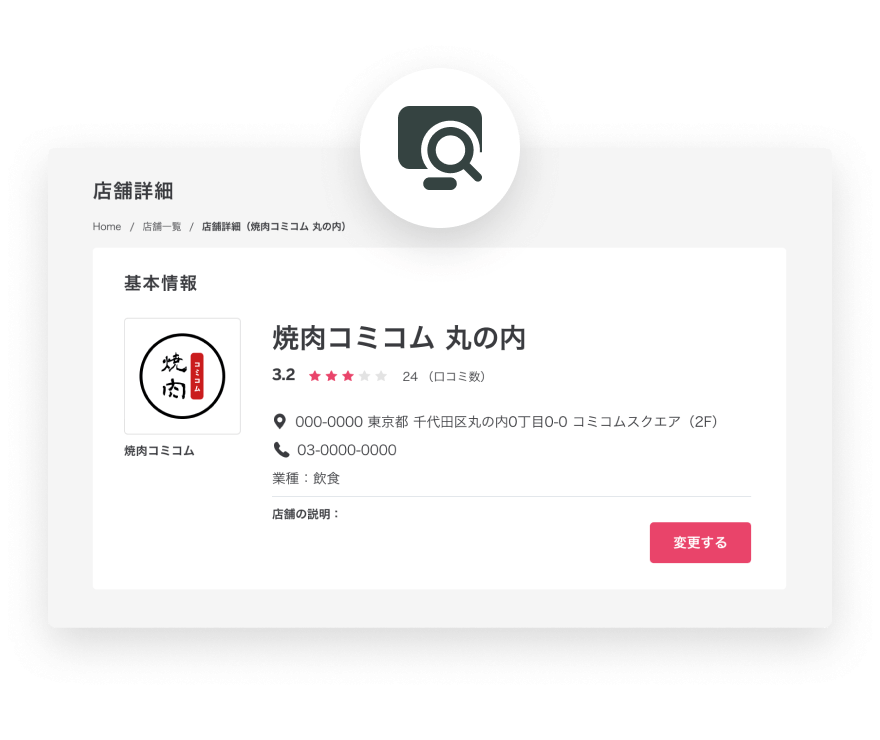 店舗詳細
Home / 店舗一覧 / 店舗詳細（焼肉コミコム 丸の内）
基本情報
焼肉
コミコム
焼肉コミコム
焼肉コミコム 丸の内
3.2 ★★★★★ 24 （口コミ数）
000-0000 東京都 千代田区丸の内0丁目0-0 コミコムスクエア（2F）
03-0000-0000
業種：飲食
店舗の説明：
変更する